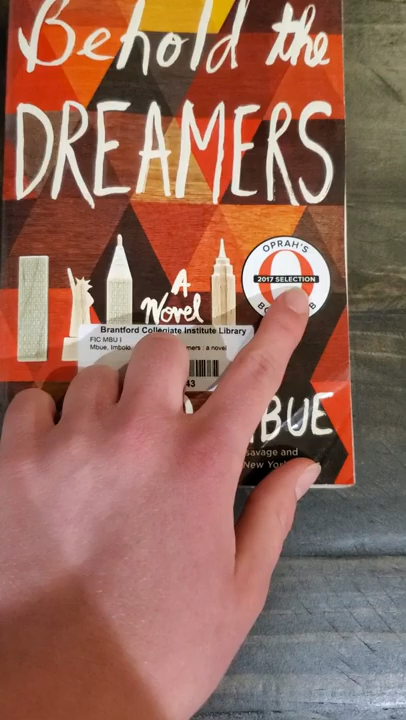 Behold the
DREAMERS
OPRAH'S
2017 SELECTION
A
Novel
Brantford Collegiate Institute Library
FIC MBU I
Mbue, Imbolo : a novel
43
BUE
savage and
New York